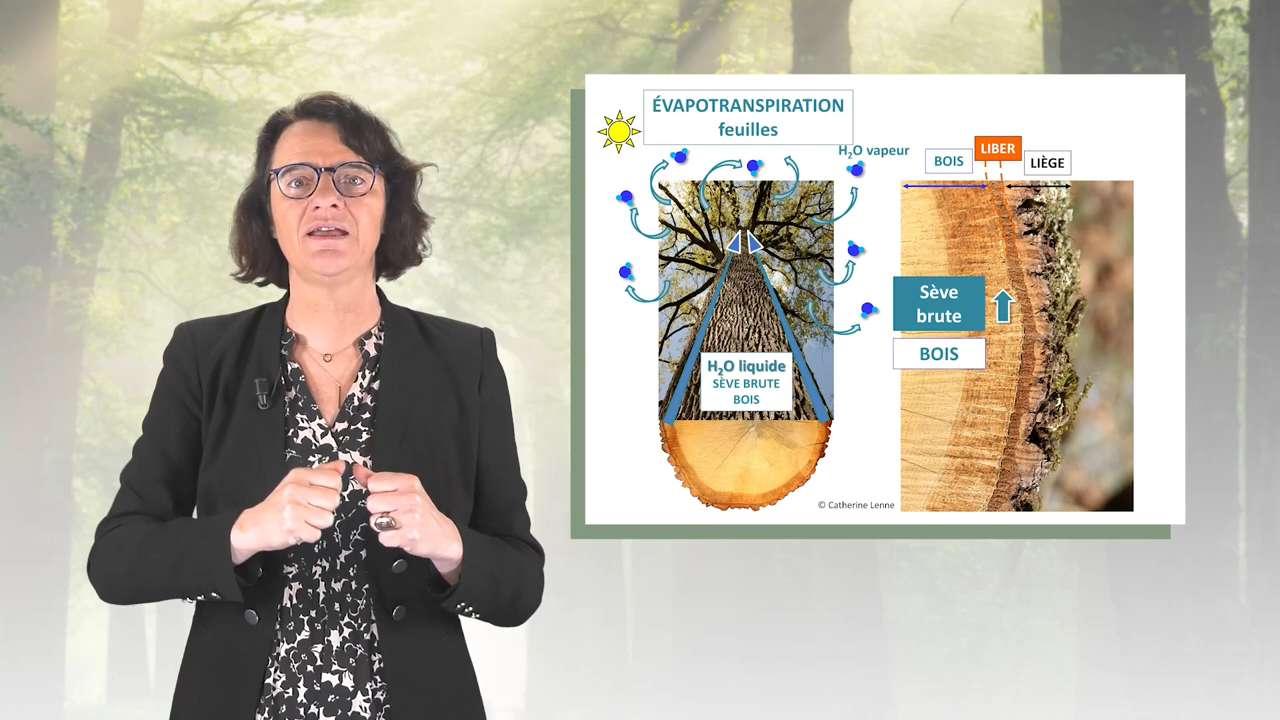 ÉVAPOTRANSPIRATION
feuilles
H₂O vapeur
BOIS
LIBER
LIÈGE
Sève
brute
BOIS
H₂O liquide
SÈVE BRUTE
BOIS
© Catherine Lenne